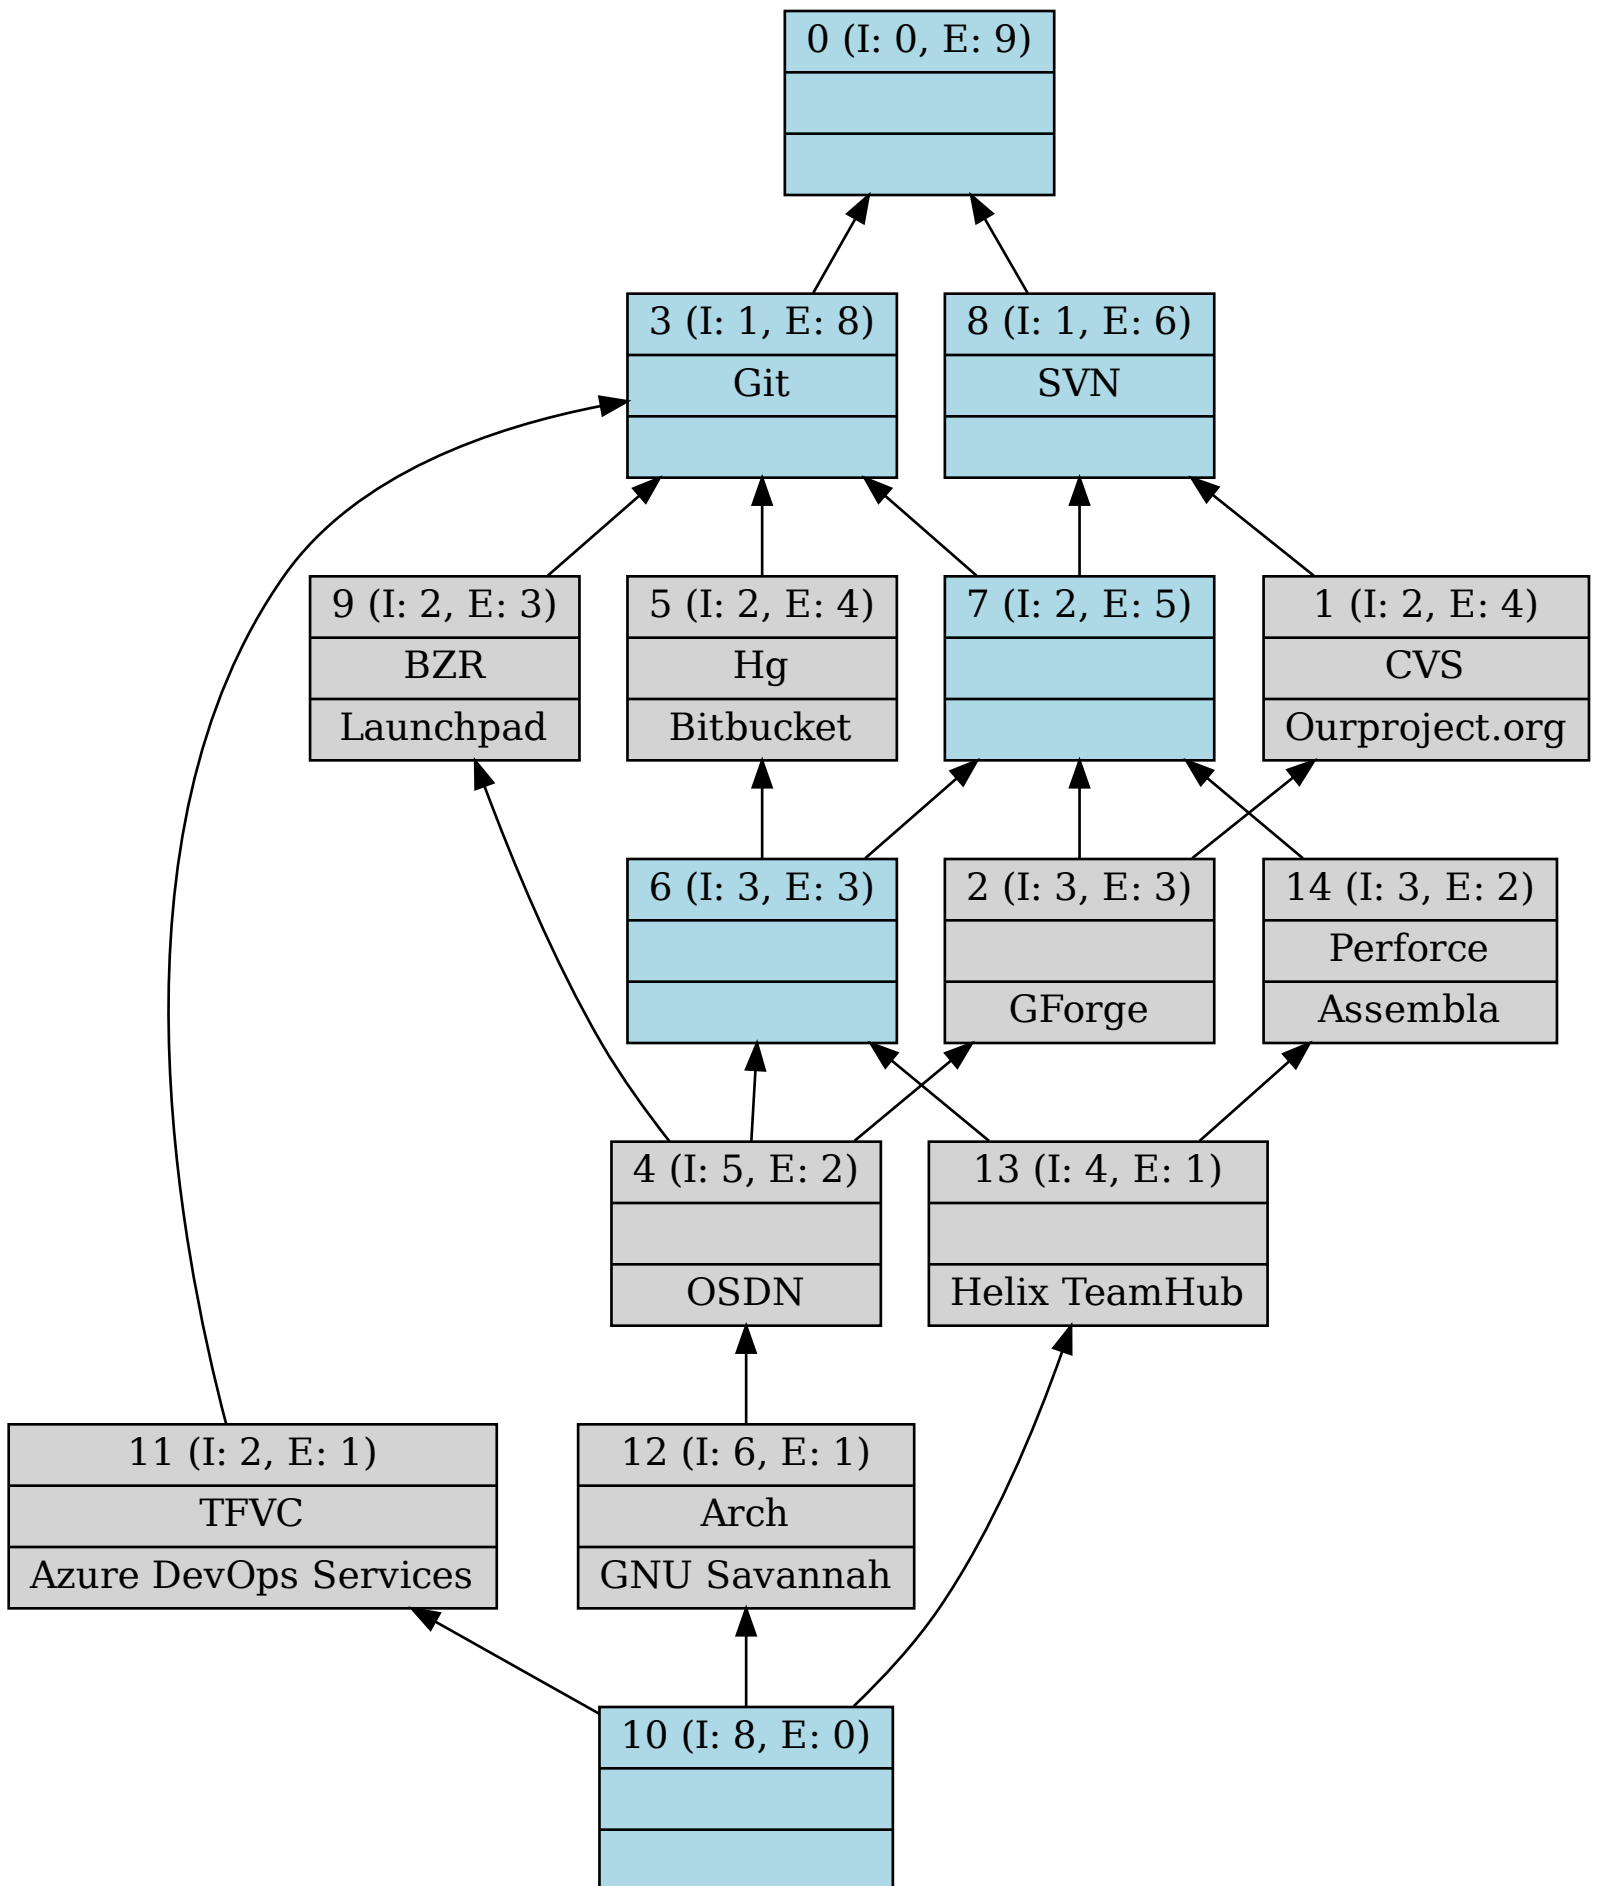 0 (I: 0, E: 9)
3 (I: 1, E: 8)
Git
8 (I: 1, E: 6)
SVN
9 (I: 2, E: 3)
BZR
Launchpad
5 (I: 2, E: 4)
Hg
Bitbucket
7 (I: 2, E: 5)
1 (I: 2, E: 4)
CVS
Ourproject.org
6 (I: 3, E: 3)
2 (I: 3, E: 3)
GForge
14 (I: 3, E: 2)
Perforce
Assembla
4 (I: 5, E: 2)
OSDN
13 (I: 4, E: 1)
Helix TeamHub
11 (I: 2, E: 1)
TFVC
Azure DevOps Services
12 (I: 6, E: 1)
Arch
GNU Savannah
10 (I: 8, E: 0)